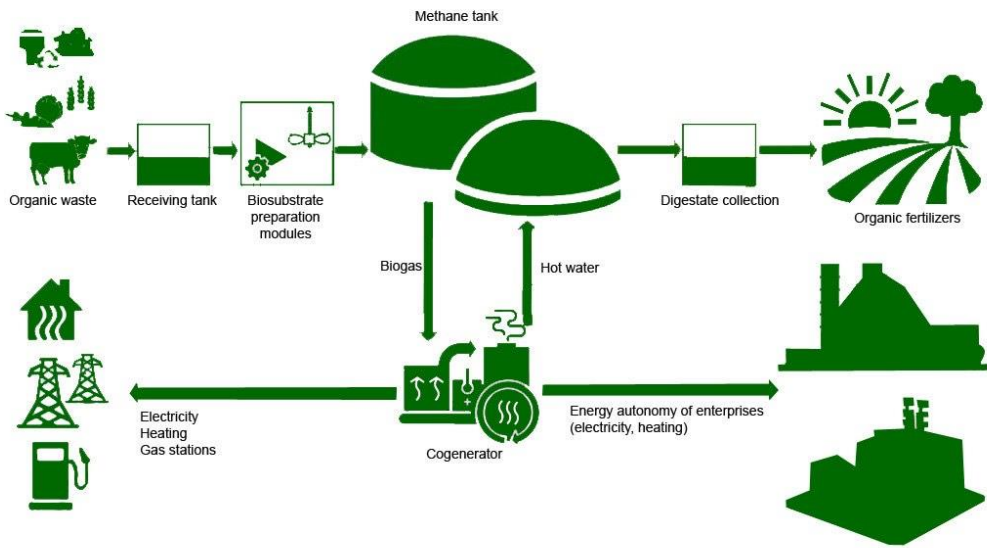 Methane tank
Organic waste
Receiving tank
Biosubstrate
preparation
modules
Digestate collection
Organic fertilizers
Biogas
Hot water
Electricity
Heating
Gas stations
Cogenerator
Energy autonomy of enterprises
(electricity, heating)